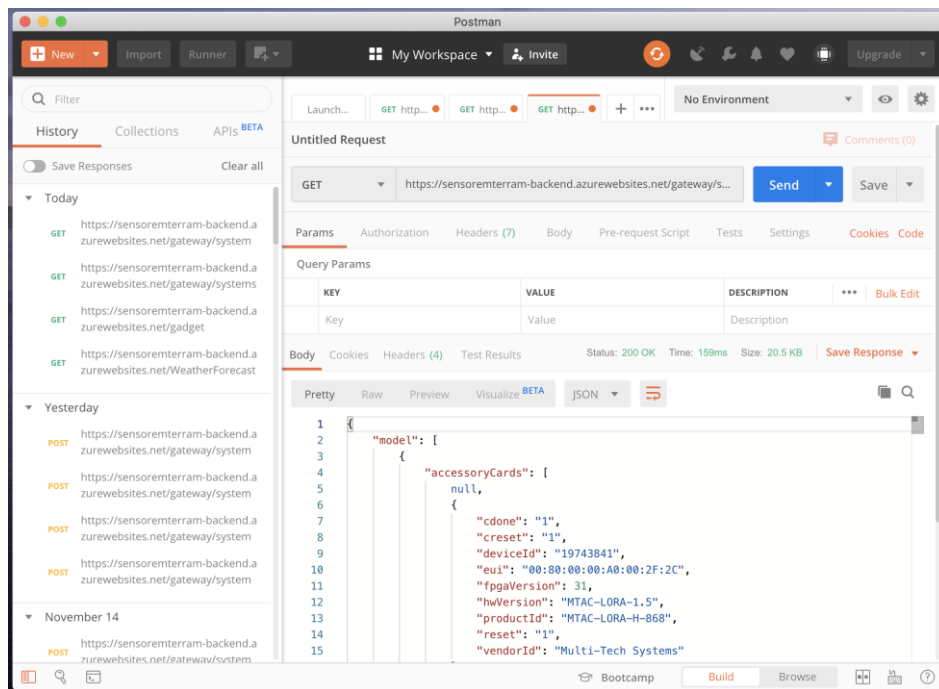 Postman
New Import Runner My Workspace Invite Upgrade
Filter
History Collections APIs BETA
Save Responses Clear all
Today
GET https://sensoremterram-backend.a
zurewebsites.net/gateway/system
GET https://sensoremterram-backend.a
zurewebsites.net/gateway/systems
GET https://sensoremterram-backend.a
zurewebsites.net/gadget
GET https://sensoremterram-backend.a
zurewebsites.net/WeatherForecast
Yesterday
POST https://sensoremterram-backend.a
zurewebsites.net/gateway/system
POST https://sensoremterram-backend.a
zurewebsites.net/gateway/system
POST https://sensoremterram-backend.a
zurewebsites.net/gateway/system
POST https://sensoremterram-backend.a
zurewebsites.net/gateway/system
November 14
POST https://sensoremterram-backend.a
zurewebsites.net/gateway/system
Launch... GET http... GET http... GET http... + ••• No Environment
Untitled Request Comments (0)
GET https://sensoremterram-backend.azurewebsites.net/gateway/s... Send Save
Params Authorization Headers (7) Body Pre-request Script Tests Settings Cookies Code
Query Params
KEY VALUE DESCRIPTION ••• Bulk Edit
Key Value Description
Body Cookies Headers (4) Test Results Status: 200 OK Time: 159ms Size: 20.5 KB Save Response
Pretty Raw Preview Visualize BETA JSON
1 {
2 "model": [
3 {
4 "accessoryCards": [
5 null,
6 {
7 "cdone": "1",
8 "creset": "1",
9 "deviceId": "19743841",
10 "eui": "00:80:00:00:A0:00:2F:2C",
11 "fpgaVersion": 31,
12 "hwVersion": "MTAC-LORA-1.5",
13 "productId": "MTAC-LORA-H-868",
14 "reset": "1",
15 "vendorId": "Multi-Tech Systems"
Bootcamp Build Browse